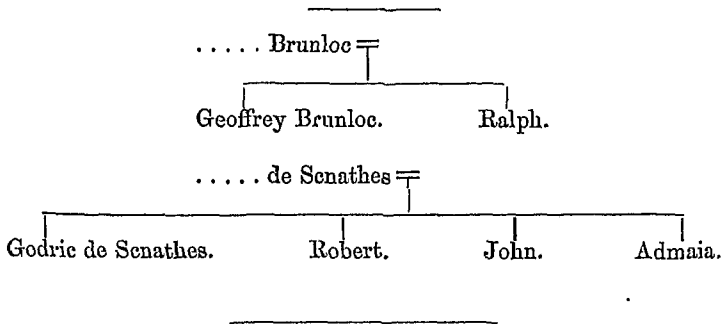 ..... Brunloc
Geoffrey Brunloc. Ralph.
..... de Scnathes
Godric de Scnathes. Robert. John. Admaia.